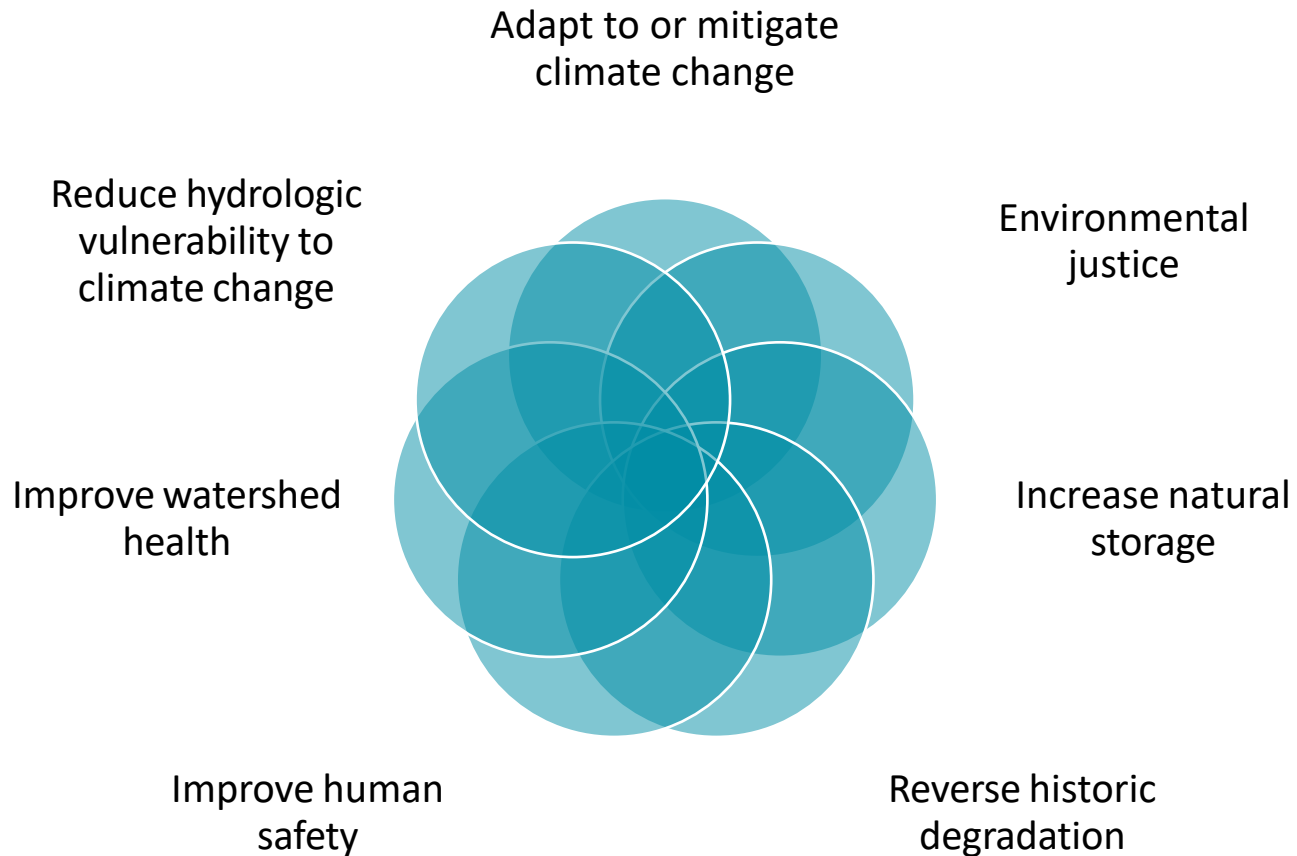 Adapt to or mitigate
climate change
Reduce hydrologic
vulnerability to
climate change
Environmental
justice
Improve watershed
health
Increase natural
storage
Improve human
safety
Reverse historic
degradation